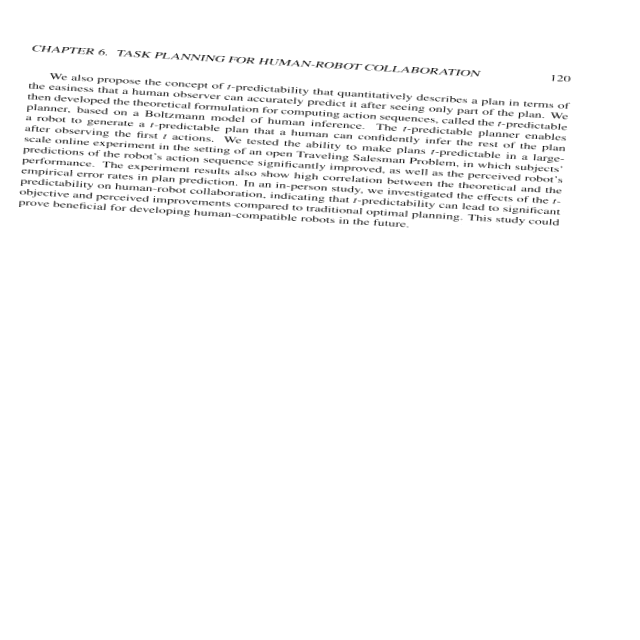 CHAPTER 6. TASK PLANNING FOR HUMAN-ROBOT COLLABORATION 120
We also propose the concept of t-predictability that quantitatively describes a plan in terms of
the easiness that a human observer can accurately predict it after seeing only part of the plan. We
then developed the theoretical formulation for computing action sequences, called the t-predictable
planner, based on a Boltzmann model of human inference. The t-predictable planner enables
a robot to generate a t-predictable plan that a human can confidently infer the rest of the plan
after observing the first t actions. We tested the ability to make plans t-predictable in a large-
scale online experiment in the setting of an open Traveling Salesman Problem, in which subjects'
predictions of the robot's action sequence significantly improved, as well as the perceived robot's
performance. The experiment results also show high correlation between the theoretical and the
empirical error rates in plan prediction. In an in-person study, we investigated the effects of the t-
predictability on human-robot collaboration, indicating that t-predictability can lead to significant
objective and perceived improvements compared to traditional optimal planning. This study could
prove beneficial for developing human-compatible robots in the future.